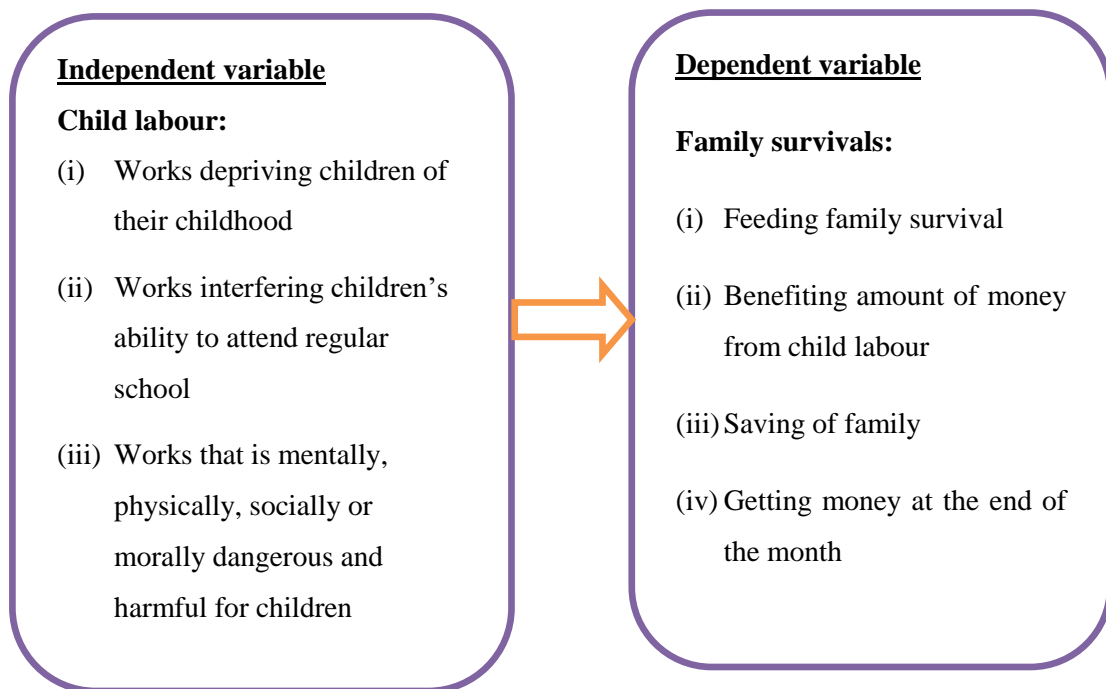 Independent variable
Child labour:
(i) Works depriving children of
their childhood
(ii) Works interfering children's
ability to attend regular
school
(iii) Works that is mentally,
physically, socially or
morally dangerous and
harmful for children
Dependent variable
Family survivals:
(i) Feeding family survival
(ii) Benefiting amount of money
from child labour
(iii) Saving of family
(iv) Getting money at the end of
the month